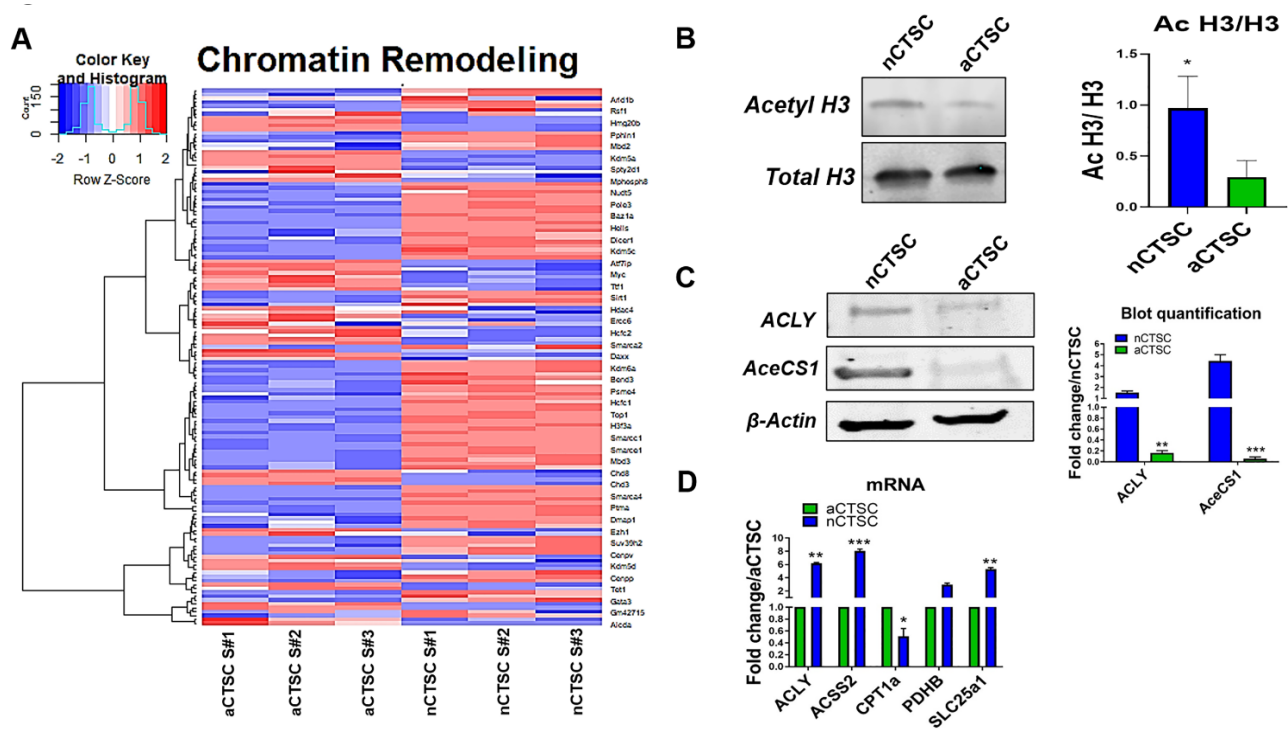 A
Color Key
and Histogram
Count
0 150
-2 -1 0 1 2
Row Z-Score
Chromatin Remodeling
Arid1b
Rsf1
Hmg20b
Pphln1
Mbd2
Kdm5a
Spty2d1
Mphosph8
Nudt5
Pole3
Baz1a
Hells
Dicer1
Kdm5c
Atf7ip
Myc
Ttf1
Sirt1
Hdac4
Ercc6
Hcfc2
Smarca2
Daxx
Kdm6a
Bend3
Psme4
Hcfc1
Top1
H3f3a
Smarcc1
Smarce1
Mbd3
Chd8
Chd3
Smarca4
Ptma
Dmap1
Ezh1
Suv39h2
Cenpv
Kdm5d
Cenpp
Tet1
Gata3
Gm42715
Aicda
aCTSC S#1
aCTSC S#2
aCTSC S#3
nCTSC S#1
nCTSC S#2
nCTSC S#3
B
nCTSC
aCTSC
Acetyl H3
Total H3
Ac H3/H3
Ac H3/ H3
1.5
1.0
0.5
0.0
*
nCTSC
aCTSC
C
nCTSC
aCTSC
ACLY
AceCS1
β-Actin
Blot quantification
nCTSC
aCTSC
Fold change/nCTSC
6
5
4
3
2
1
1.0
0.8
0.6
0.4
0.2
0.0
**
***
ACLY
AceCS1
D
mRNA
aCTSC
nCTSC
Fold change/aCTSC
10
8
6
4
2
1.0
0.8
0.6
0.4
0.2
0.0
**
***
*
**
ACLY
ACSS2
CPT1a
PDHB
SLC25a1